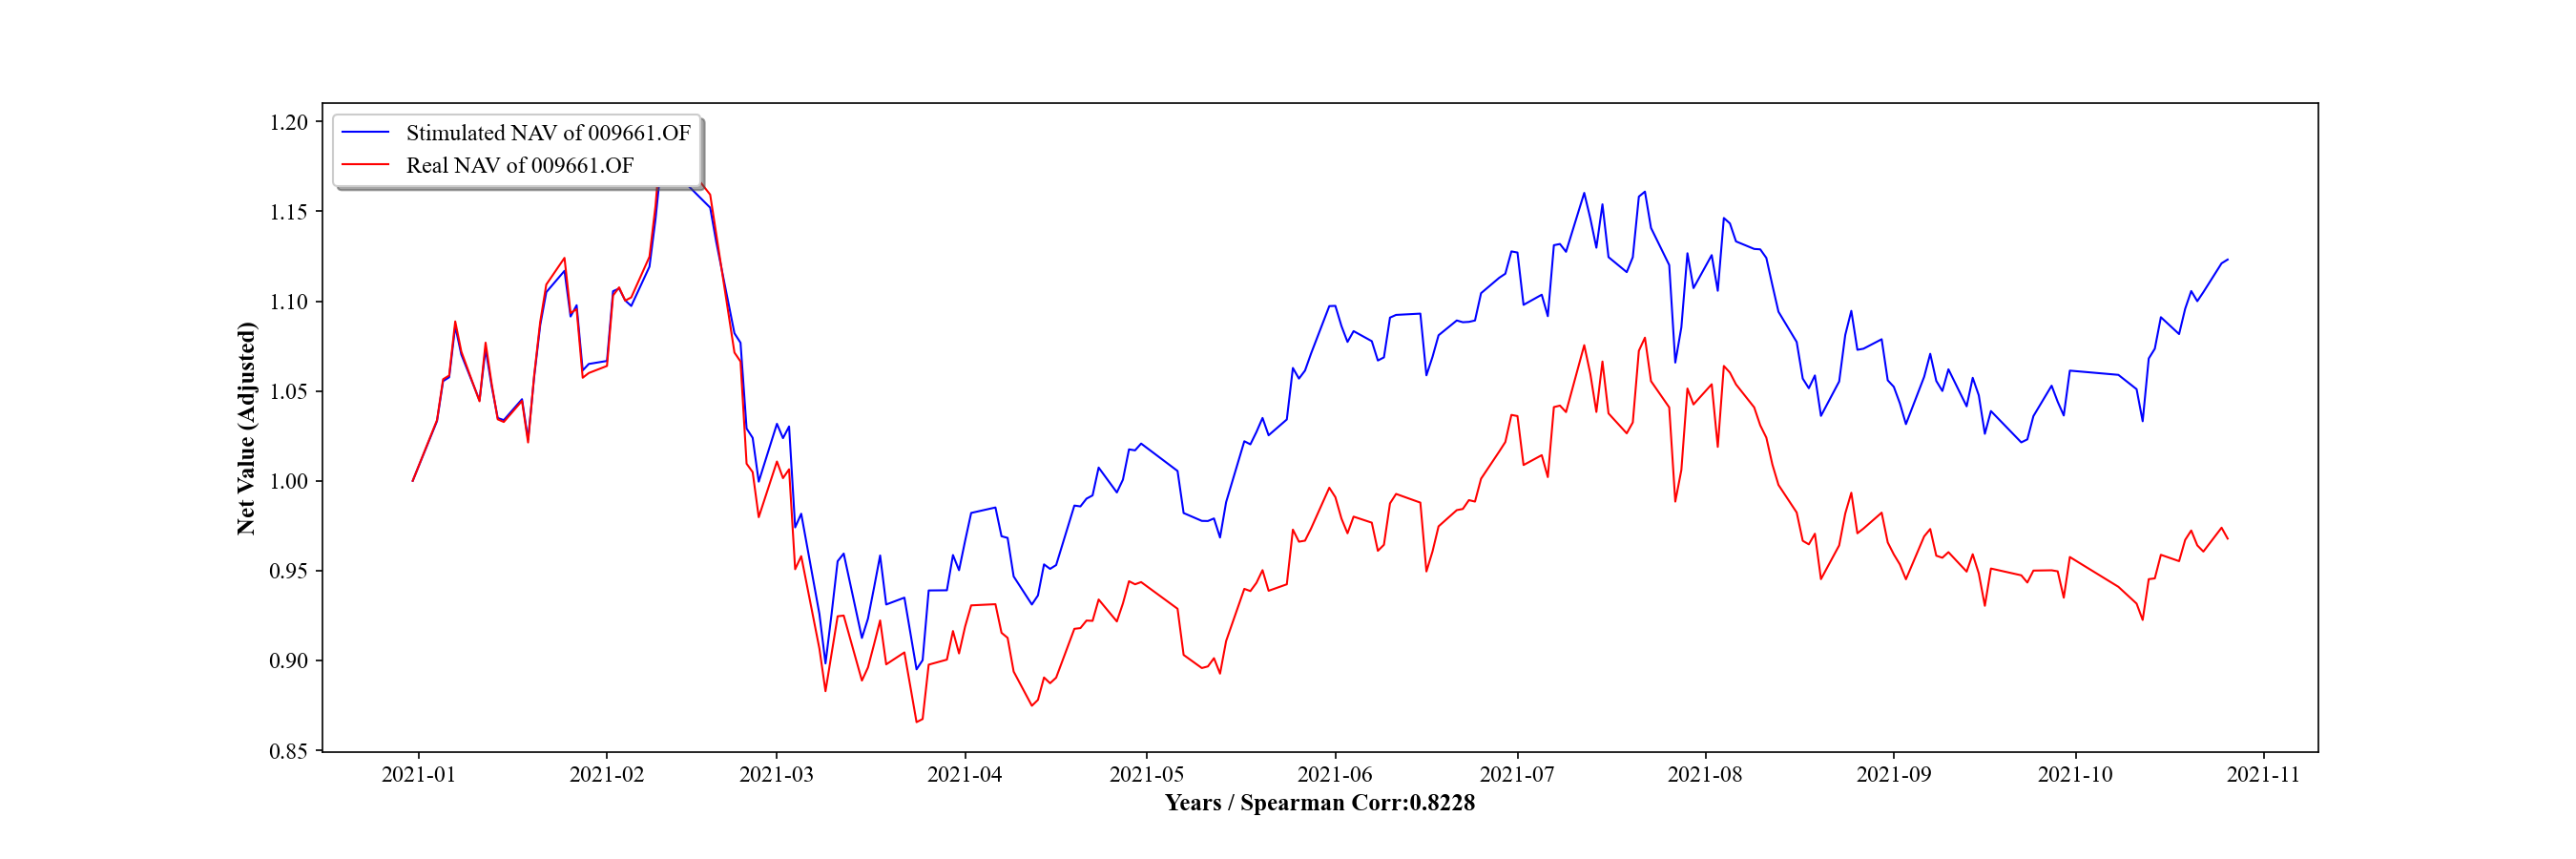 Stimulated NAV of 009661.OF
Real NAV of 009661.OF
Net Value (Adjusted)
1.20
1.15
1.10
1.05
1.00
0.95
0.90
0.85
2021-01 2021-02 2021-03 2021-04 2021-05 2021-06 2021-07 2021-08 2021-09 2021-10 2021-11
Years / Spearman Corr:0.8228